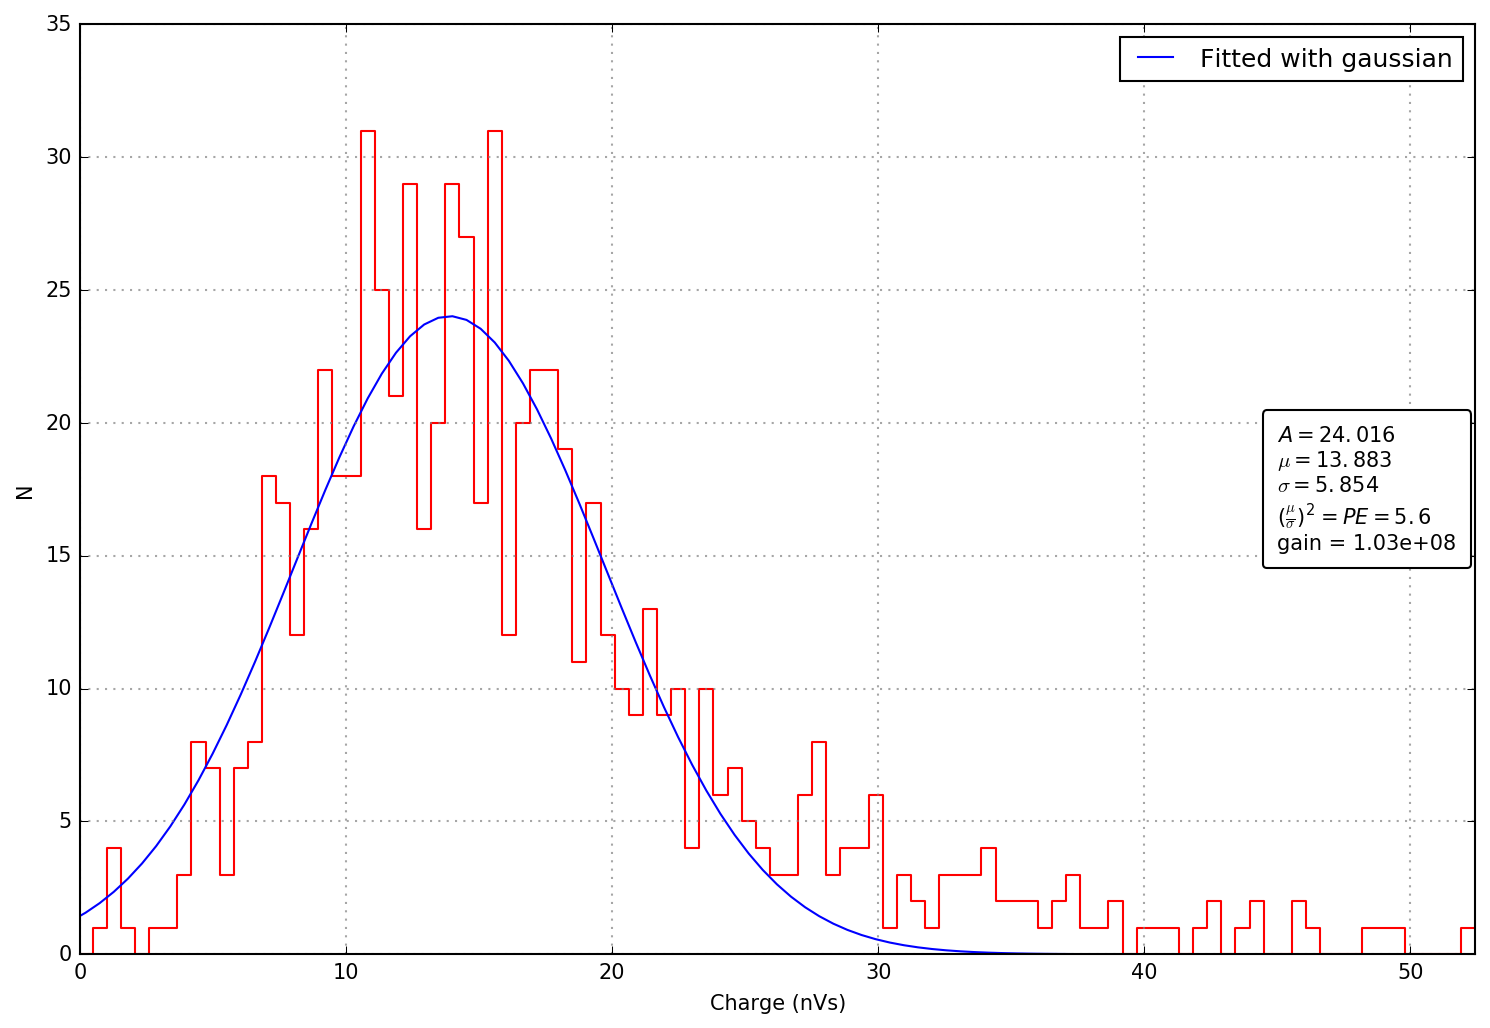 35
30
25
20
15
10
5
0
N
0 10 20 30 40 50
Charge (nVs)
Fitted with gaussian
A = 24.016
μ = 13.883
σ = 5.854
(μ/σ)² = PE = 5.6
gain = 1.03e+08